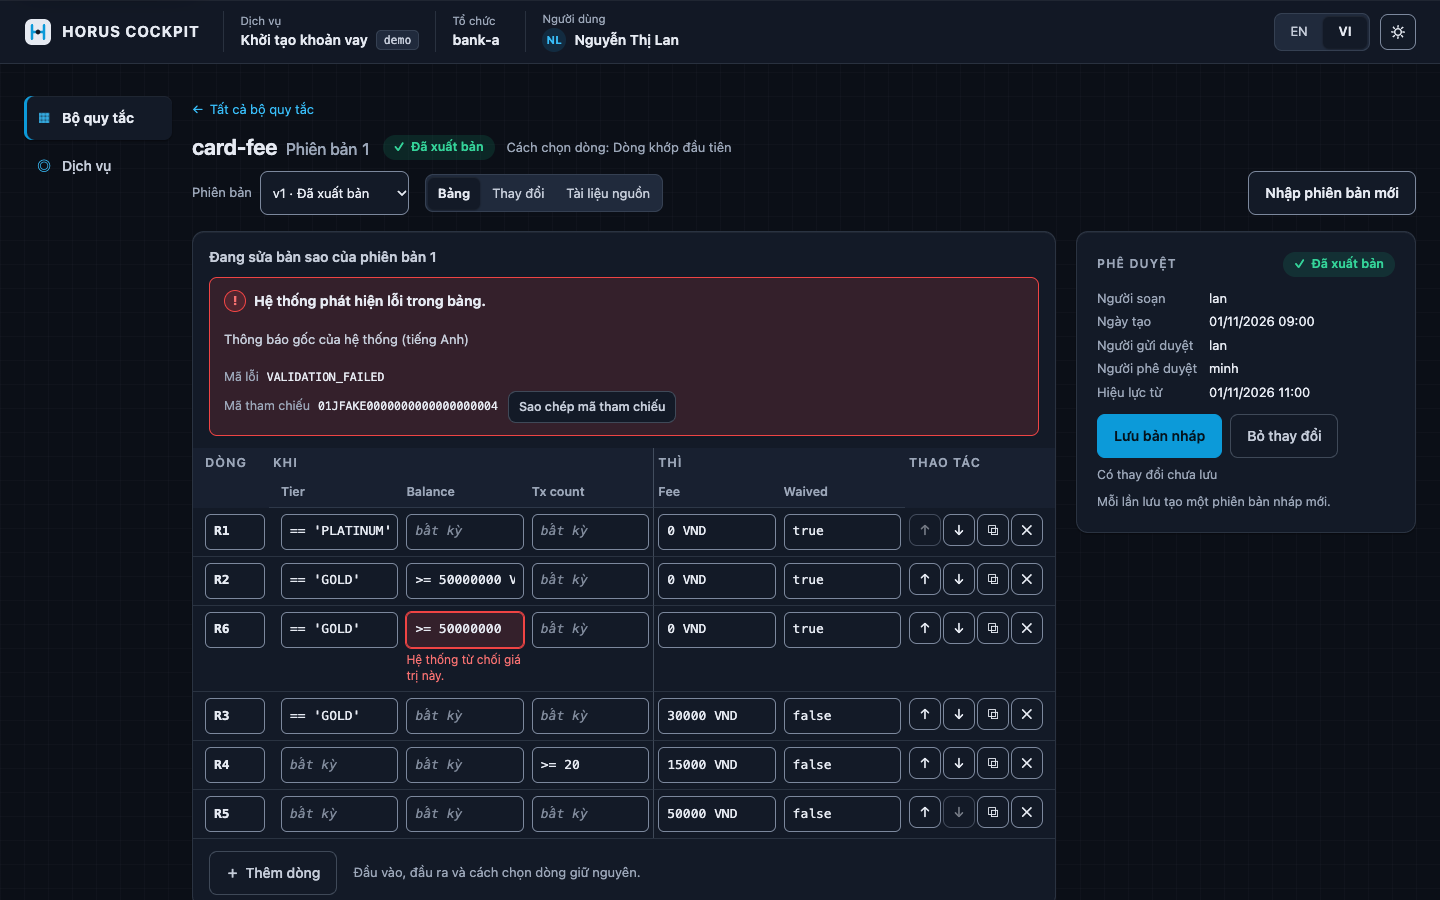 HORUS COCKPIT
Dịch vụ
Khởi tạo khoản vay demo
Tổ chức
bank-a
Người dùng
NL Nguyễn Thị Lan
EN VI
Bộ quy tắc
Dịch vụ
← Tất cả bộ quy tắc
card-fee Phiên bản 1 ✓ Đã xuất bản Cách chọn dòng: Dòng khớp đầu tiên
Phiên bản v1 · Đã xuất bản Bảng Thay đổi Tài liệu nguồn Nhập phiên bản mới
Đang sửa bản sao của phiên bản 1
! Hệ thống phát hiện lỗi trong bảng.
Thông báo gốc của hệ thống (tiếng Anh)
Mã lỗi VALIDATION_FAILED
Mã tham chiếu 01JFAKE0000000000000000004 Sao chép mã tham chiếu
DÒNG KHI THÌ THAO TÁC
Tier Balance Tx count Fee Waived
R1 == 'PLATINUM' bất kỳ bất kỳ 0 VND true ↑ ↓ ✕
R2 == 'GOLD' >= 50000000 V bất kỳ 0 VND true ↑ ↓ ✕
R6 == 'GOLD' >= 50000000 bất kỳ 0 VND true ↑ ↓ ✕
Hệ thống từ chối giá
trị này.
R3 == 'GOLD' bất kỳ bất kỳ 30000 VND false ↑ ↓ ✕
R4 bất kỳ bất kỳ >= 20 15000 VND false ↑ ↓ ✕
R5 bất kỳ bất kỳ bất kỳ 50000 VND false ↑ ↓ ✕
+ Thêm dòng Đầu vào, đầu ra và cách chọn dòng giữ nguyên.
PHÊ DUYỆT ✓ Đã xuất bản
Người soạn lan
Ngày tạo 01/11/2026 09:00
Người gửi duyệt lan
Người phê duyệt minh
Hiệu lực từ 01/11/2026 11:00
Lưu bản nháp Bỏ thay đổi
Có thay đổi chưa lưu
Mỗi lần lưu tạo một phiên bản nháp mới.